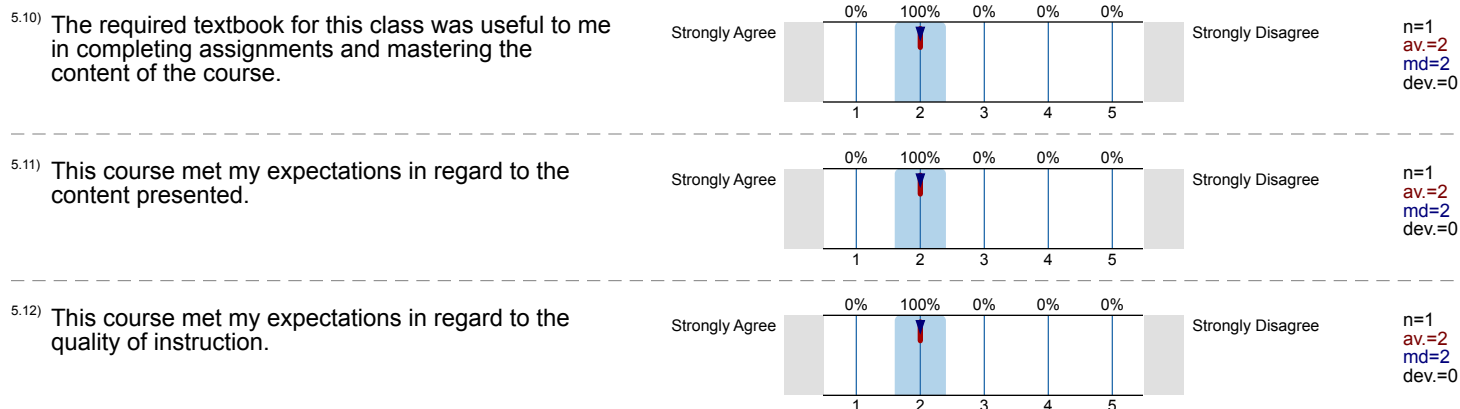 5.10) The required textbook for this class was useful to me
in completing assignments and mastering the
content of the course.
0% 100% 0% 0% 0%
Strongly Agree
Strongly Disagree
1 2 3 4 5
n=1
av.=2
md=2
dev.=0
5.11) This course met my expectations in regard to the
content presented.
0% 100% 0% 0% 0%
Strongly Agree
Strongly Disagree
1 2 3 4 5
n=1
av.=2
md=2
dev.=0
5.12) This course met my expectations in regard to the
quality of instruction.
0% 100% 0% 0% 0%
Strongly Agree
Strongly Disagree
1 2 3 4 5
n=1
av.=2
md=2
dev.=0